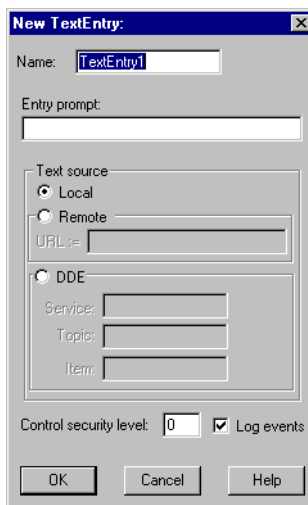 New TextEntry:
Name: TextEntry1
Entry prompt:
Text source
Local
Remote
URL :=
DDE
Service:
Topic:
Item:
Control security level: 0 Log events
OK Cancel Help